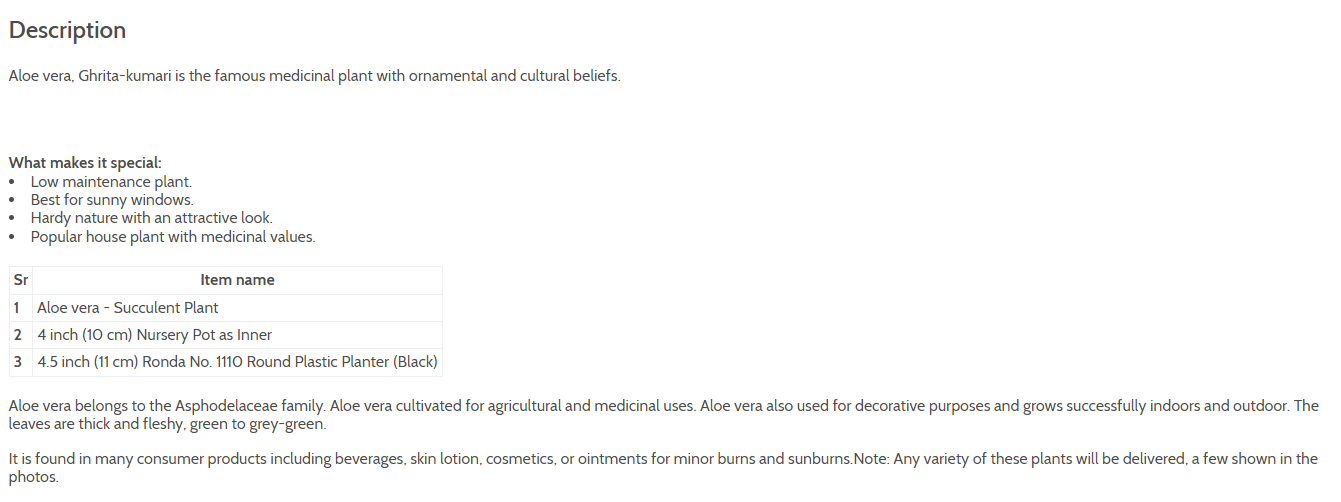 Description
Aloe vera, Ghrita-kumari is the famous medicinal plant with ornamental and cultural beliefs.
What makes it special:
• Low maintenance plant.
• Best for sunny windows.
• Hardy nature with an attractive look.
• Popular house plant with medicinal values.
Sr Item name
1 Aloe vera - Succulent Plant
2 4 inch (10 cm) Nursery Pot as Inner
3 4.5 inch (11 cm) Ronda No. 1110 Round Plastic Planter (Black)
Aloe vera belongs to the Asphodelaceae family. Aloe vera cultivated for agricultural and medicinal uses. Aloe vera also used for decorative purposes and grows successfully indoors and outdoor. The
leaves are thick and fleshy, green to grey-green.
It is found in many consumer products including beverages, skin lotion, cosmetics, or ointments for minor burns and sunburns.Note: Any variety of these plants will be delivered, a few shown in the
photos.